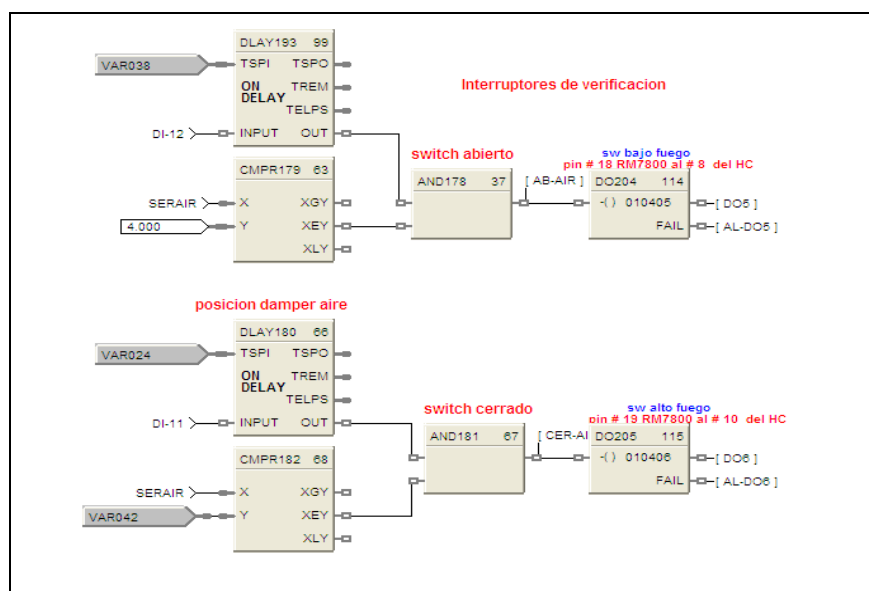 DLAY193 99
VAR038
TSPI TSPO
ON DELAY
TREM
TELPS
DI-12
INPUT OUT
Interruptores de verificacion
switch abierto
sw bajo fuego
pin # 18 RM7800 al # 8 del HC
CMPR179 63
SERAIR
X XGY
4.000
Y XEY
XLY
AND178 37
[ AB-AIR ]
DO204 114
-( ) 010405
[ DO5 ]
FAIL
[ AL-DO5 ]
posicion damper aire
DLAY180 66
VAR024
TSPI TSPO
ON DELAY
TREM
TELPS
DI-11
INPUT OUT
switch cerrado
sw alto fuego
pin # 19 RM7800 al # 10 del HC
CMPR182 68
SERAIR
X XGY
VAR042
Y XEY
XLY
AND181 67
[ CER-AI
DO205 115
-( ) 010406
[ DO6 ]
FAIL
[ AL-DO6 ]